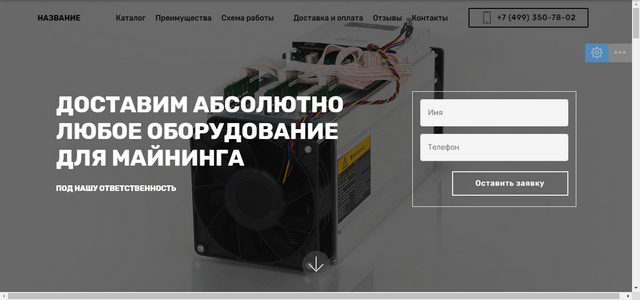 НАЗВАНИЕ Каталог Преимущества Схема работы Доставка и оплата Отзывы Контакты +7 (499) 350-78-02
ДОСТАВИМ АБСОЛЮТНО
ЛЮБОЕ ОБОРУДОВАНИЕ
ДЛЯ МАЙНИНГА
ПОД НАШУ ОТВЕТСТВЕННОСТЬ
Имя
Телефон
Оставить заявку